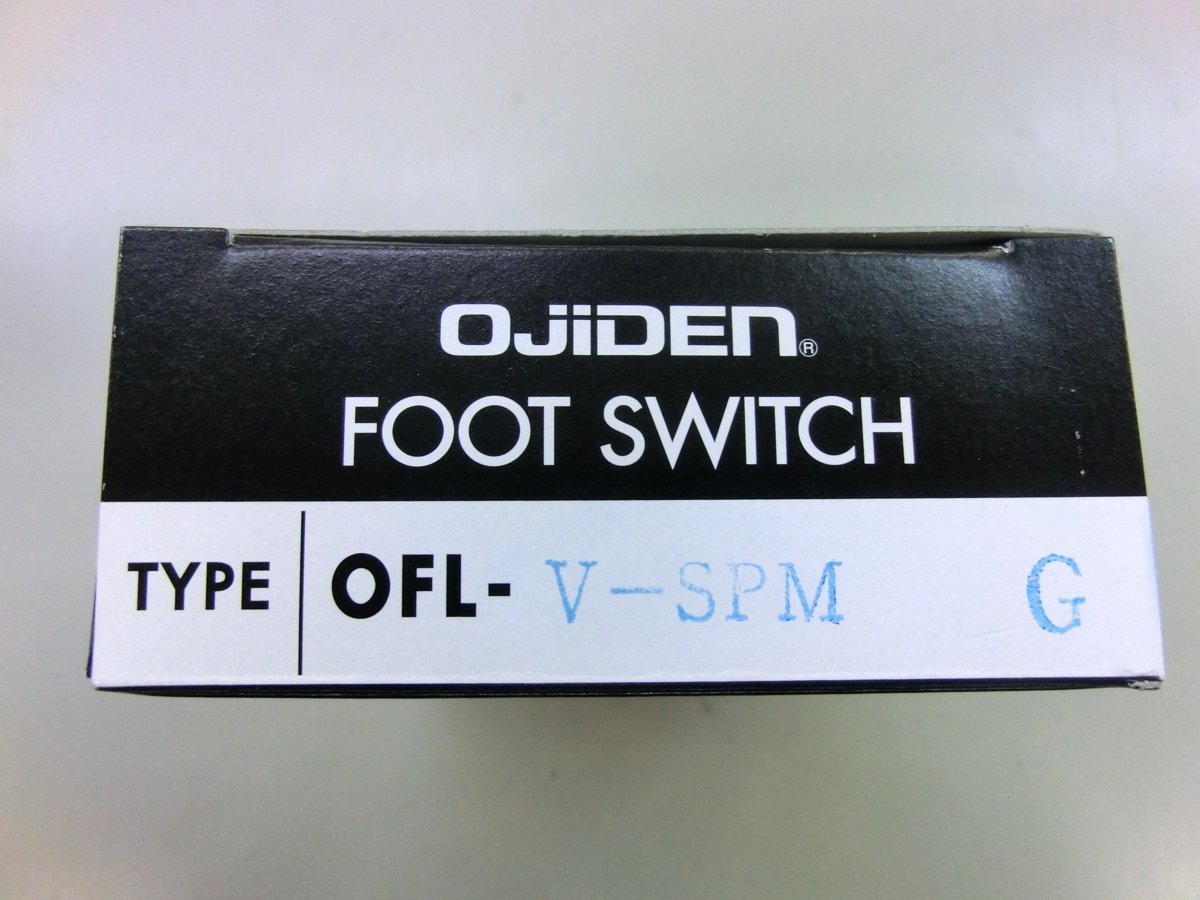 OJIDEN®
FOOT SWITCH
TYPE OFL- V-SPM G